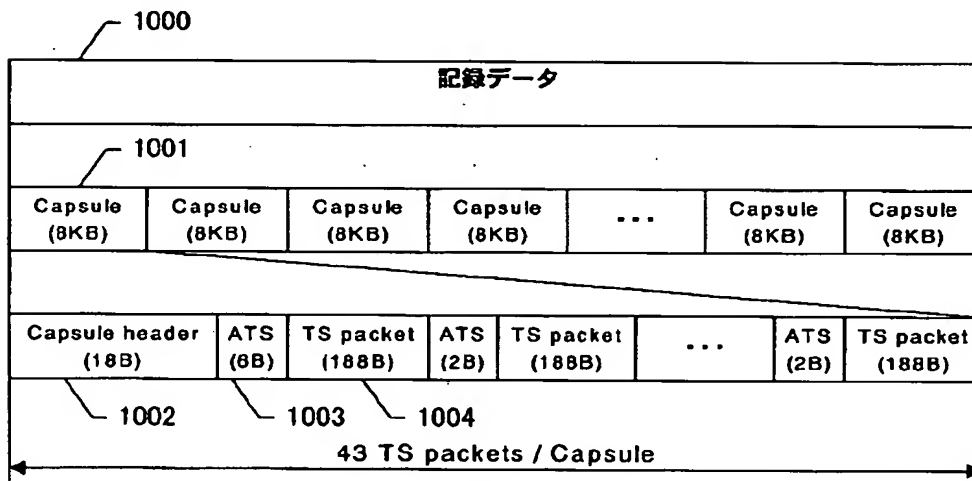 1000
記録データ
1001
Capsule Capsule Capsule Capsule ... Capsule Capsule
(8KB) (8KB) (8KB) (8KB) (8KB) (8KB)
Capsule header ATS TS packet ATS TS packet ... ATS TS packet
(18B) (6B) (188B) (2B) (188B) (2B) (188B)
1002 1003 1004
43 TS packets / Capsule